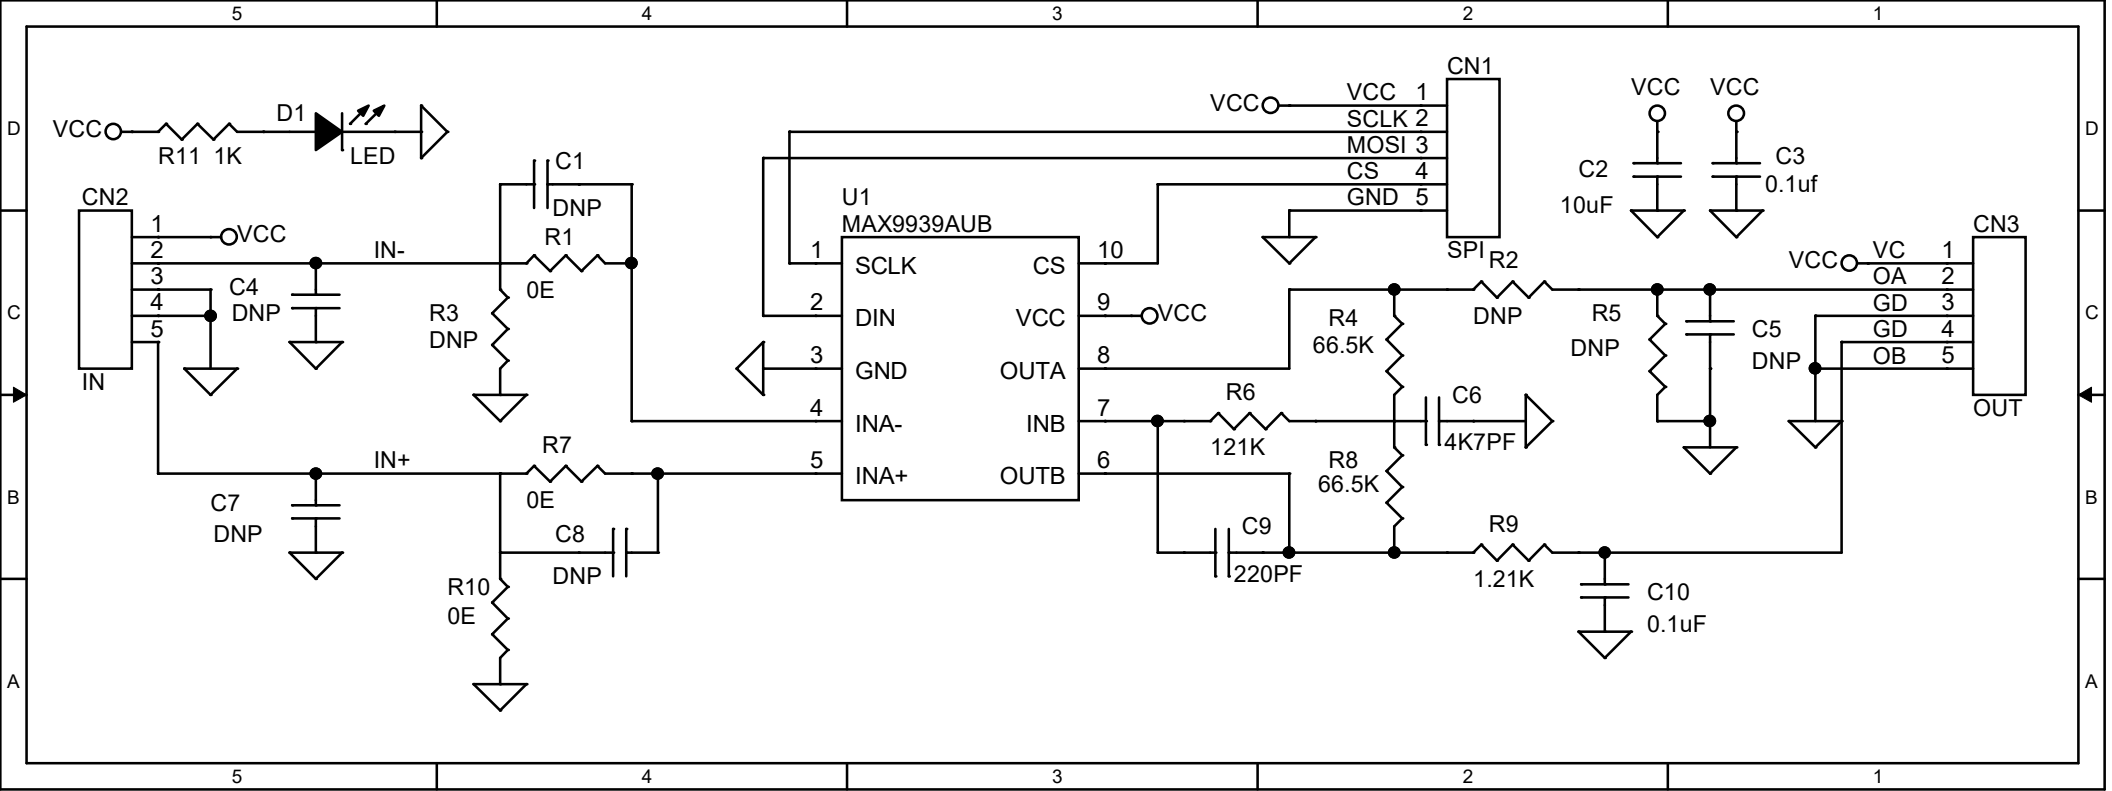 5 4 3 2 1
D
D
VCC
R11 1K
D1
LED
C1
DNP
VCC
CN1
VCC 1
SCLK 2
MOSI 3
CS 4
GND 5
SPI
VCC
C2
10uF
VCC
C3
0.1uf
CN2
1
2
3
4
5
IN
VCC
IN-
C4
DNP
R1
0E
R3
DNP
U1
MAX9939AUB
1 SCLK
2 DIN
3 GND
4 INA-
5 INA+
CS 10
VCC 9
OUTA 8
INB 7
OUTB 6
VCC
R2
DNP
R4
66.5K
R5
DNP
C5
DNP
CN3
VCC
VC 1
OA 2
GD 3
GD 4
OB 5
OUT
C
C
R6
121K
C6
4K7PF
R8
66.5K
IN+
R7
0E
C7
DNP
C8
DNP
C9
220PF
R9
1.21K
C10
0.1uF
R10
0E
B
B
A
A
5 4 3 2 1